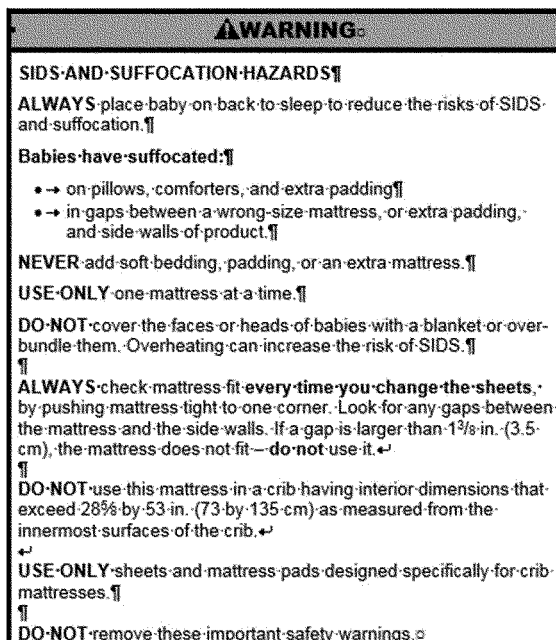 ⚠WARNING
SIDS AND SUFFOCATION HAZARDS¶
ALWAYS place baby on back to sleep to reduce the risks of SIDS
and suffocation.¶
Babies have suffocated:¶
•→ on pillows, comforters, and extra padding¶
•→ in gaps between a wrong-size mattress, or extra padding,
and side walls of product.¶
NEVER add soft bedding, padding, or an extra mattress.¶
USE ONLY one mattress at a time.¶
DO NOT cover the faces or heads of babies with a blanket or over-
bundle them. Overheating can increase the risk of SIDS.¶
¶
ALWAYS check mattress fit every time you change the sheets,
by pushing mattress tight to one corner. Look for any gaps between
the mattress and the side walls. If a gap is larger than 1³/₈ in. (3.5
cm), the mattress does not fit – do not use it.↵
¶
DO NOT use this mattress in a crib having interior dimensions that
exceed 28⅝ by 53 in. (73 by 135 cm) as measured from the
innermost surfaces of the crib.↵
↵
USE ONLY sheets and mattress pads designed specifically for crib
mattresses.¶
¶
DO NOT remove these important safety warnings.¤